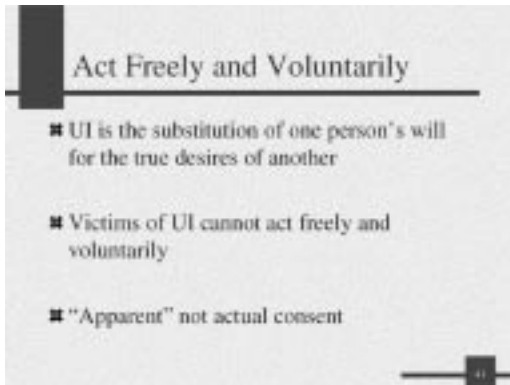 Act Freely and Voluntarily
UI is the substitution of one person's will
for the true desires of another
Victims of UI cannot act freely and
voluntarily
"Apparent" not actual consent